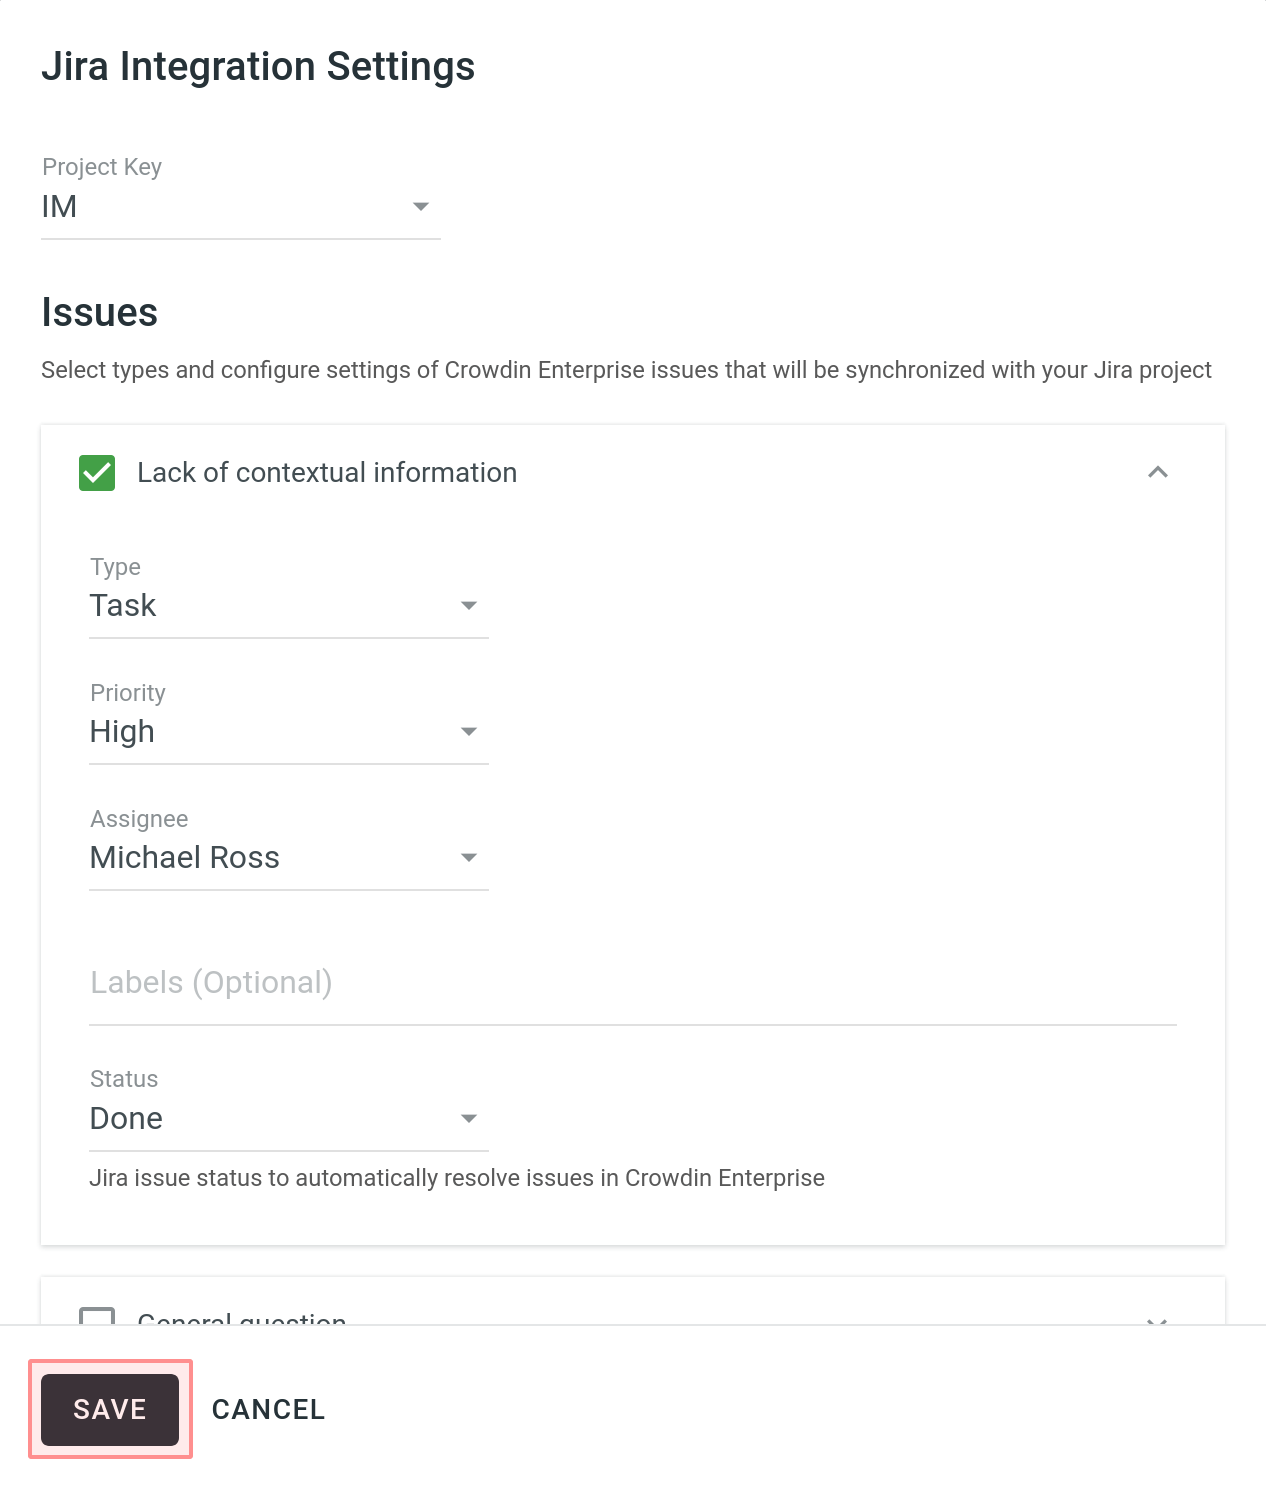 Jira Integration Settings
Project Key
IM
Issues
Select types and configure settings of Crowdin Enterprise issues that will be synchronized with your Jira project
Lack of contextual information
Type
Task
Priority
High
Assignee
Michael Ross
Labels (Optional)
Status
Done
Jira issue status to automatically resolve issues in Crowdin Enterprise
General question
SAVE CANCEL